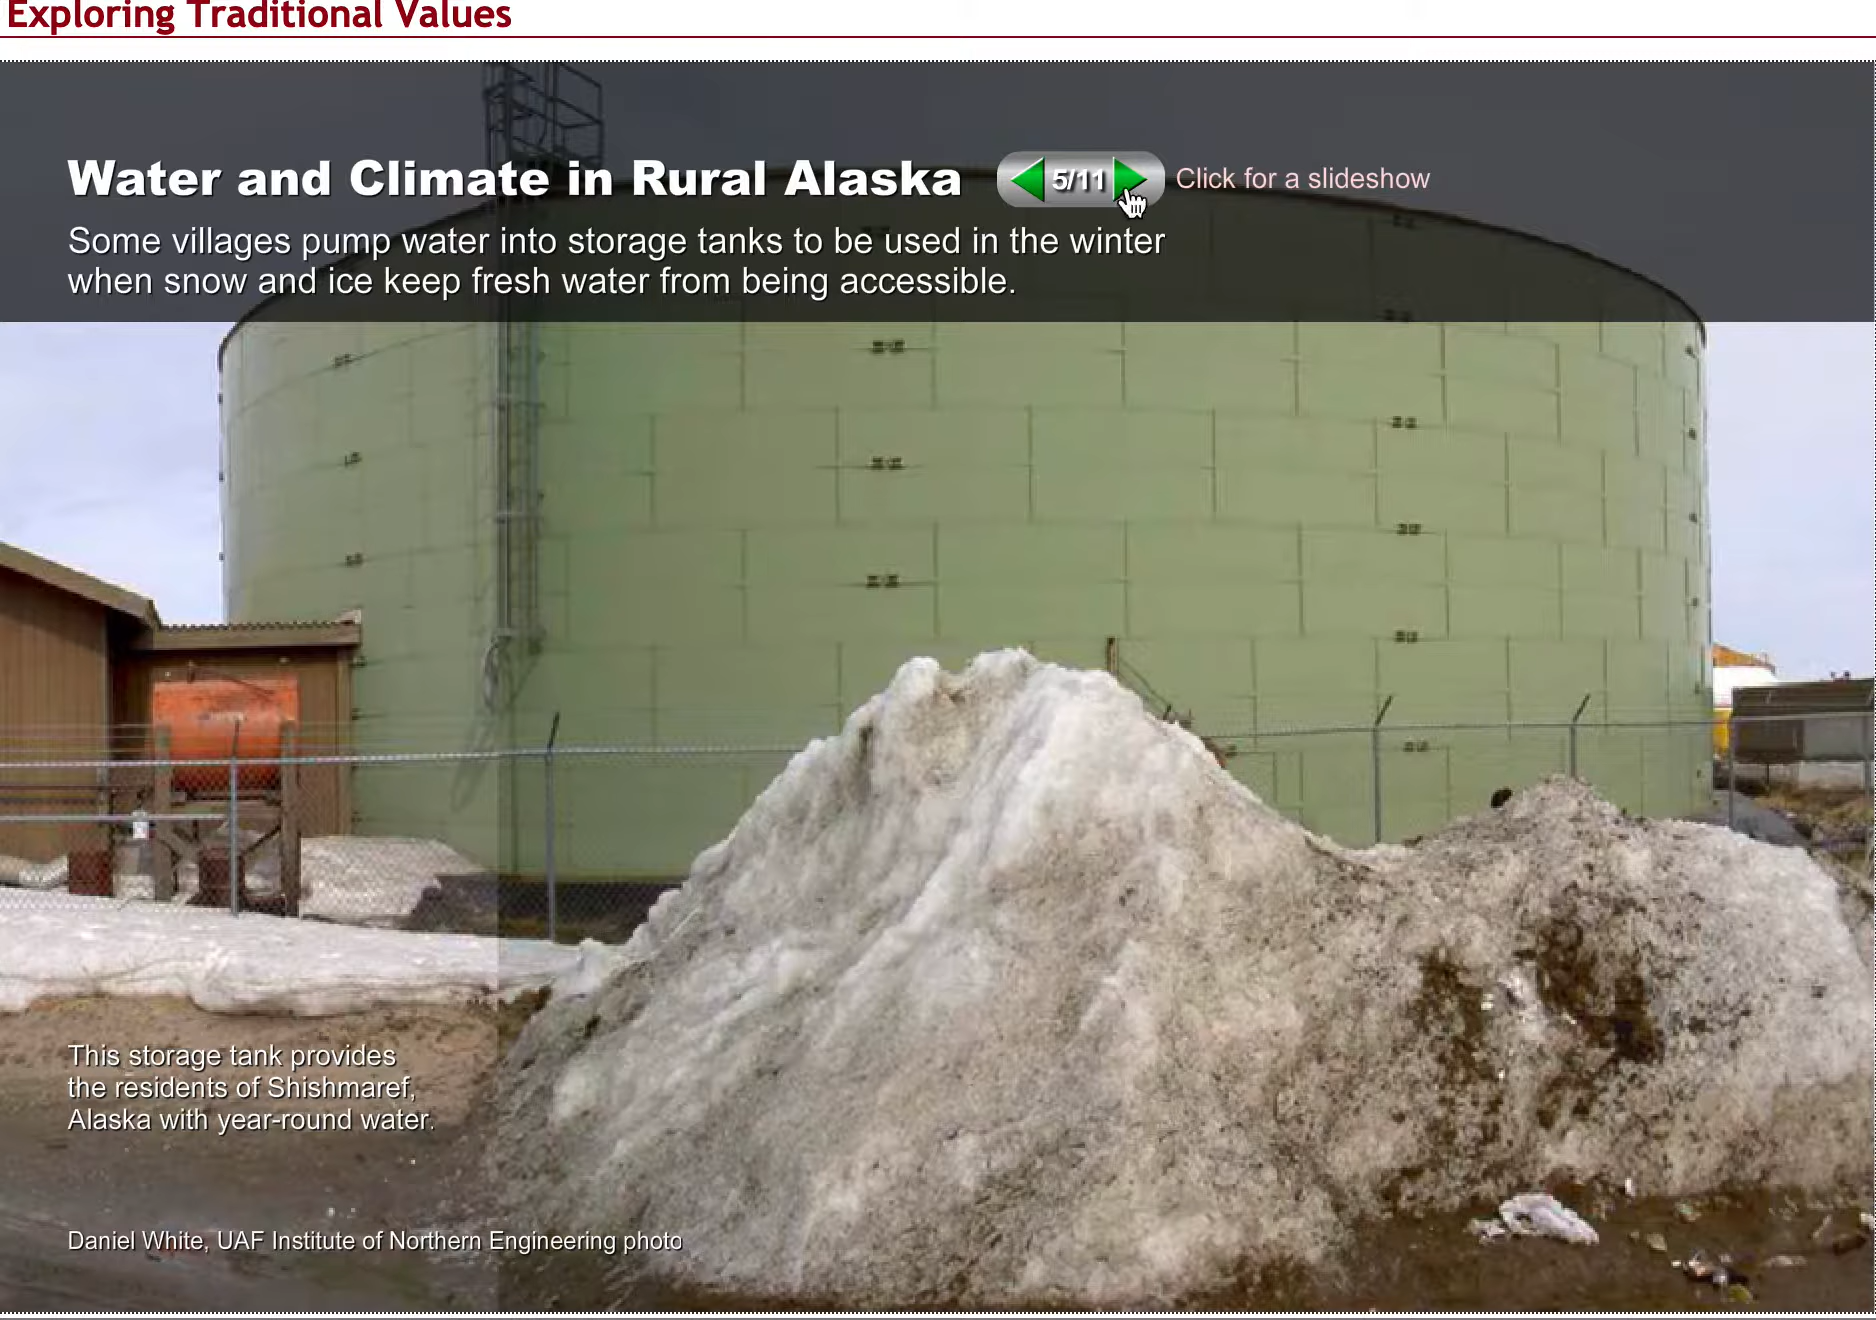 Exploring Traditional Values
Water and Climate in Rural Alaska
5/11
Click for a slideshow
Some villages pump water into storage tanks to be used in the winter
when snow and ice keep fresh water from being accessible.
This storage tank provides
the residents of Shishmaref,
Alaska with year-round water.
Daniel White, UAF Institute of Northern Engineering photo